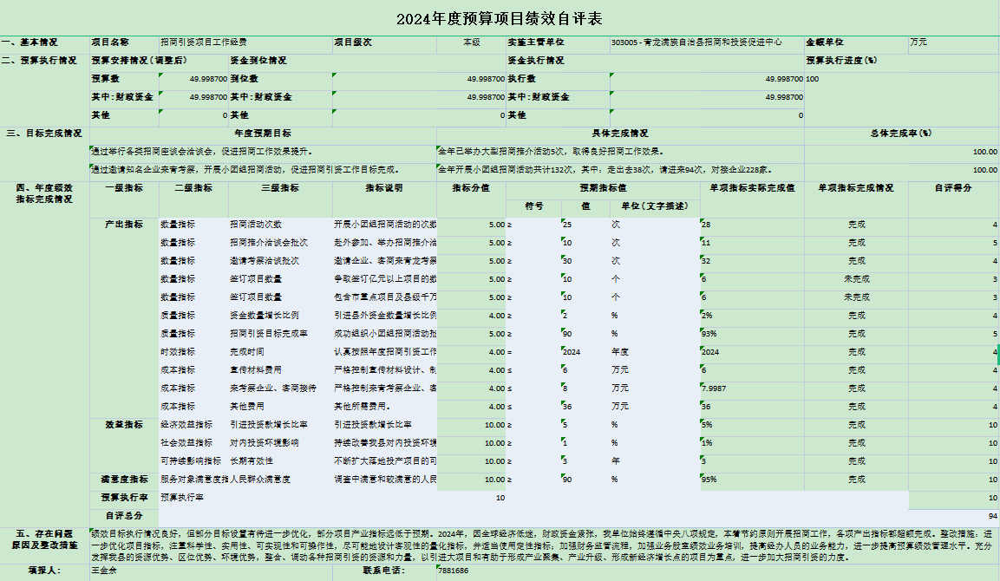 2024年度预算项目绩效自评表
一、基本情况 项目名称 招商引资项目工作经费 项目级次 本级 实施主管单位 303005-青龙满族自治县招商和投资促进中心 金额单位 万元
二、预算执行情况 预算安排情况(调整后) 资金到位情况 资金执行情况 预算执行进度(%)
预算数 49.998700 到位数 49.998700 执行数 49.998700 100
其中:财政资金 49.998700 其中:财政资金 49.998700 其中:财政资金 49.998700
其他 0 其他 0 其他 0
三、目标完成情况 年度预期目标 具体完成情况 总体完成率(%)
通过举行各类招商座谈会洽谈会，促进招商工作效果提升。 全年已举办大型招商推介活动5次，取得良好招商工作效果。 100.00
通过邀请知名企业来青考察，开展小团组招商活动，促进招商引资工作目标完成。 全年开展小团组招商活动共计132次，其中：走出去38次，请进来94次，对接企业228家。 100.00
四、年度绩效指标完成情况 一级指标 二级指标 三级指标 指标说明 指标分值 预期指标值 单项指标实际完成值 单项指标完成情况 自评得分
符号 值 单位(文字描述)
产出指标 数量指标 招商活动次数 开展小团组招商活动的次数 5.00 ≥ 25 次 28 完成 4
数量指标 招商推介洽谈会批次 赴外参加、举办招商推介洽 5.00 ≥ 10 次 11 完成 5
数量指标 邀请考察洽谈批次 邀请企业、客商来青龙考察 5.00 ≥ 30 次 32 完成 4
数量指标 签订项目数量 争取签订亿元以上项目的数 5.00 ≥ 10 个 6 未完成 3
数量指标 签订项目数量 包含市重点项目及县级千万 5.00 ≥ 10 个 6 未完成 3
质量指标 资金数量增长比例 引进县外资金数量增长比例 4.00 ≥ 2 % 2% 完成 4
质量指标 招商引资目标完成率 成功组织小团组招商活动批 5.00 ≥ 90 % 93% 完成 5
时效指标 完成时间 认真按照年度招商引资工作 4.00 = 2024 年度 2024 完成 4
成本指标 宣传材料费用 严格控制宣传材料设计、制 4.00 ≤ 6 万元 6 完成 4
成本指标 来考察企业、客商接待 严格控制来青考察企业、客 4.00 ≤ 8 万元 7.9987 完成 4
成本指标 其他费用 其他所需费用。 4.00 ≤ 36 万元 36 完成 4
效益指标 经济效益指标 引进投资款增长比率 引进投资款增长比率 10.00 ≥ 5 % 5% 完成 10
社会效益指标 对内投资环境影响 持续改善我县内投资环境 10.00 ≥ 1 % 1% 完成 10
可持续影响指标 长期有效性 不断扩大落地投产项目的可 10.00 ≥ 3 年 3 完成 10
满意度指标 服务对象满意度指 人民群众满意度 调查中满意和较满意的人民 10.00 ≥ 90 % 95% 完成 10
预算执行率 预算执行率 10 10
自评总分 94
五、存在问题原因及整改措施 绩效目标执行情况良好，但部分目标设置有待进一步优化，部分项目产业指标远低于预期。2024年，因全球经济低迷，财政资金紧张，我单位始终遵循中央八项规定，本着节约原则开展招商工作，各项产出指标都超额完成。整改措施：进
一步优化项目指标，注重科学性、实用性、可实现性和可操作性，尽可能地设计客观性的量化指标，并适当使用定性指标；加强财务监管流程，加强业务股室绩效业务培训，提高经办人员的业务能力，进一步提高预算绩效管理水平。充分
发挥我县的资源优势、区位优势、环境优势，整合、调动各种招商引资的资源和力量，以引进大项目和有助于形成产业聚集、产业升级、形成新经济增长点的项目为重点，进一步加大招商引资的力度。
填报人： 王金余 联系电话： 7881686